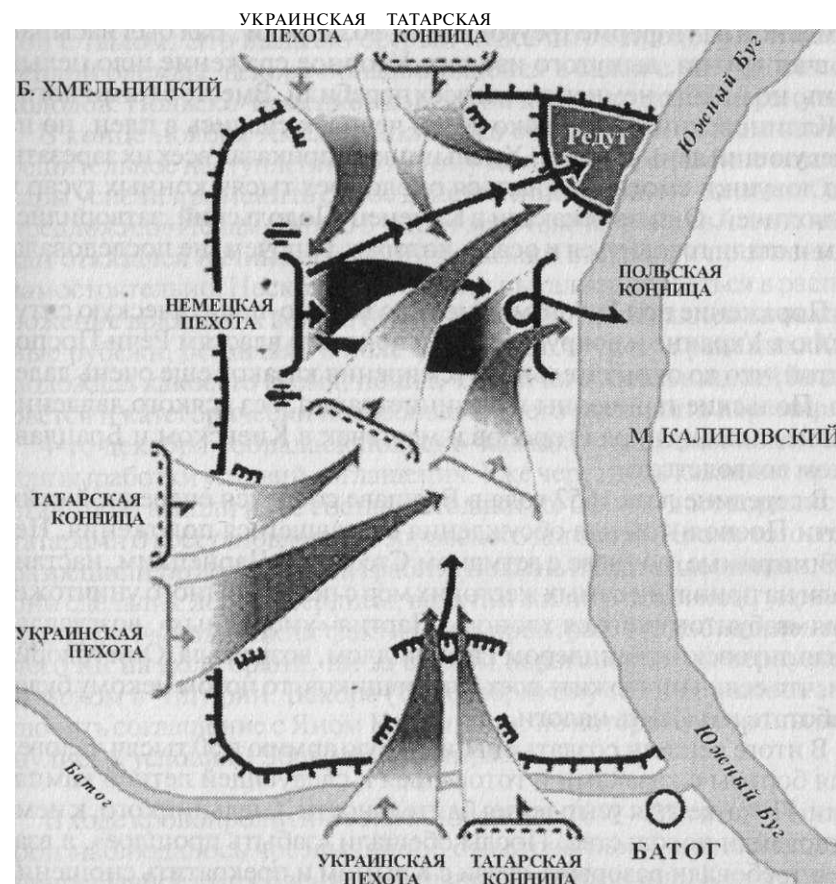 УКРАИНСКАЯ
ПЕХОТА
ТАТАРСКАЯ
КОННИЦА
Б. ХМЕЛЬНИЦКИЙ
Южный Буг
Редут
ПОЛЬСКАЯ
КОННИЦА
НЕМЕЦКАЯ
ПЕХОТА
М. КАЛИНОВСКИЙ
ТАТАРСКАЯ
КОННИЦА
УКРАИНСКАЯ
ПЕХОТА
Батог
Южный Буг
БАТОГ
УКРАИНСКАЯ
ПЕХОТА
ТАТАРСКАЯ
КОННИЦА